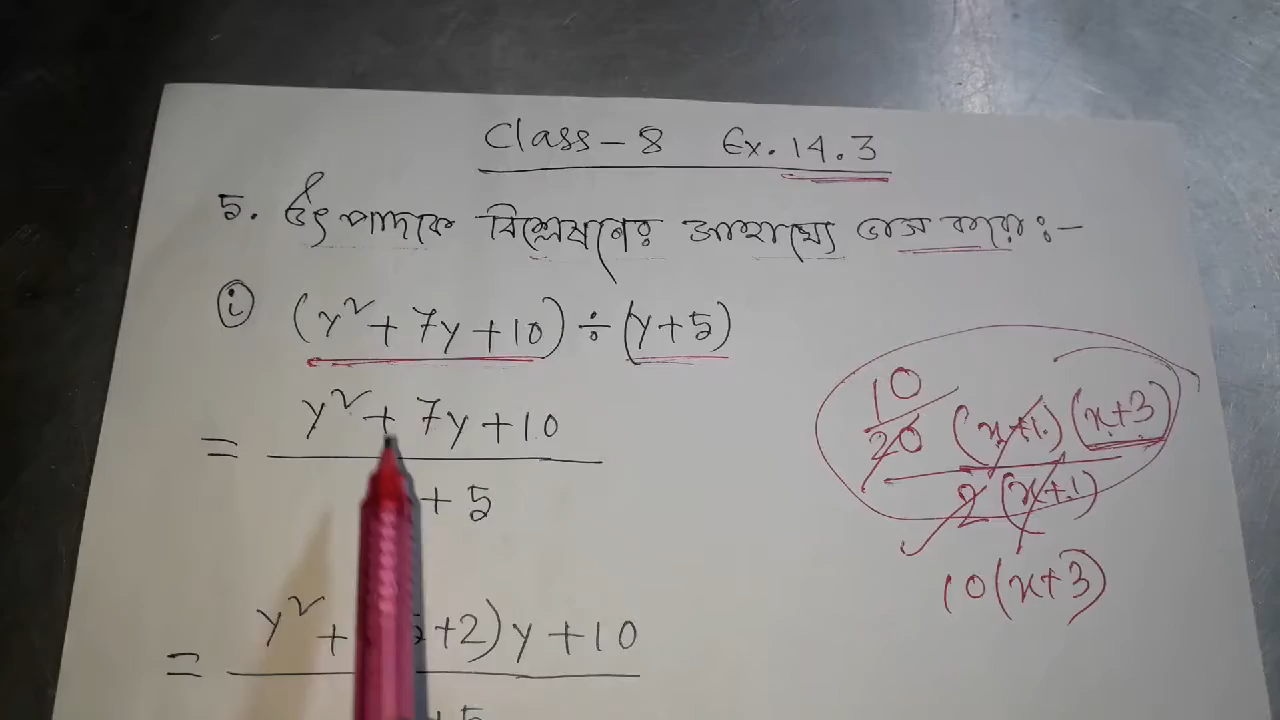 Class-8 Ex. 14.3
5. উৎপাদকে বিশ্লেষণের সাহায্যে ভাগ করো :-
(i) (y² + 7y + 10) ÷ (y + 5)
= y² + 7y + 10
+ 5
= y² + +2)y + 10
+ 5
10
20 (x+1) (x+3)
2 (x+1)
10(x+3)